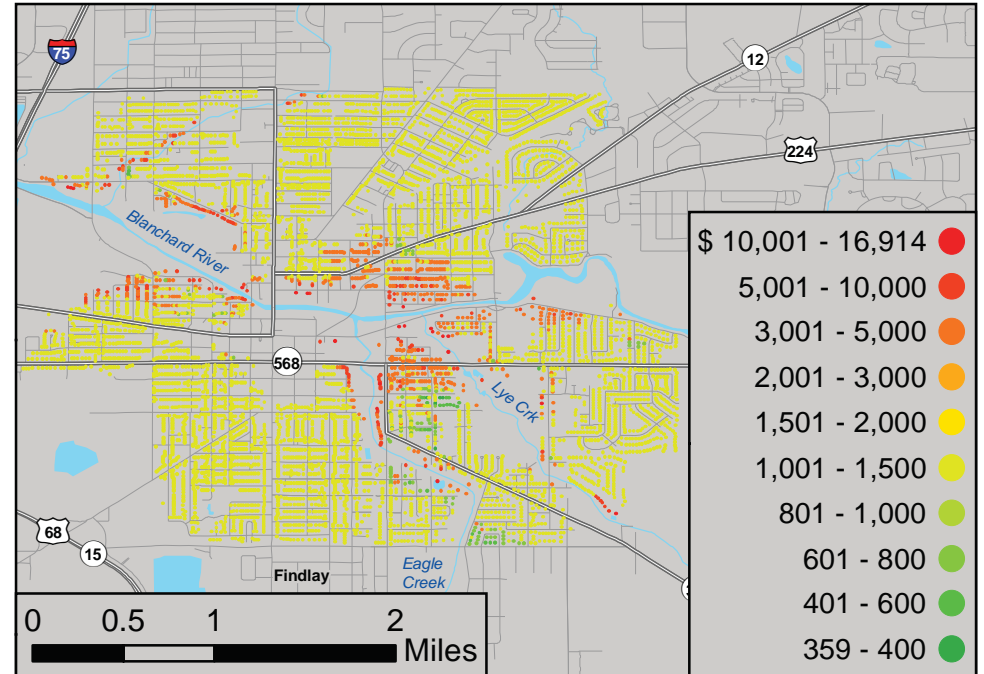 75
12
224
Blanchard River
568
Lye Crk
68
15
Findlay
Eagle
Creek
$ 10,001 - 16,914
5,001 - 10,000
3,001 - 5,000
2,001 - 3,000
1,501 - 2,000
1,001 - 1,500
801 - 1,000
601 - 800
401 - 600
359 - 400
0 0.5 1 2
Miles